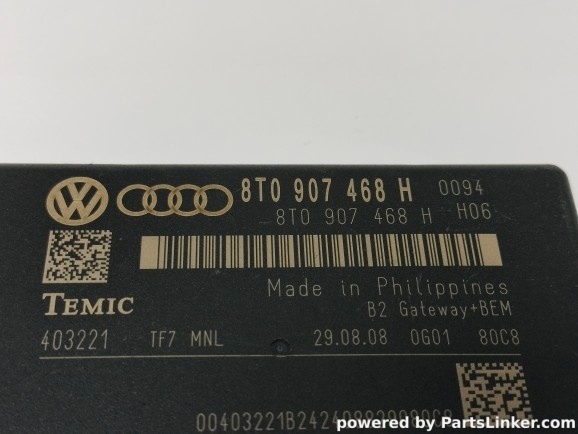 8T0 907 468 H 0094
8T0 907 468 H H06
Made in Philippines
TEMIC
B2 Gateway+BEM
403221 TF7 MNL 29.08.08 0G01 80C8
powered by PartsLinker.com